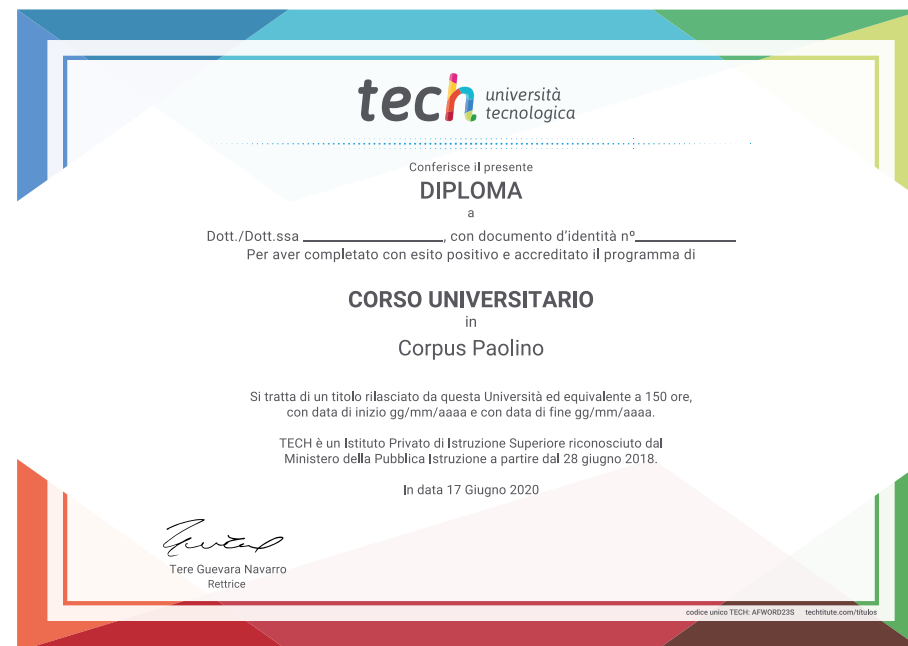 tech università
tecnologica
Conferisce il presente
DIPLOMA
a
Dott./Dott.ssa ____________________, con documento d'identità nº______________
Per aver completato con esito positivo e accreditato il programma di
CORSO UNIVERSITARIO
in
Corpus Paolino
Si tratta di un titolo rilasciato da questa Università ed equivalente a 150 ore,
con data di inizio gg/mm/aaaa e con data di fine gg/mm/aaaa.
TECH è un Istituto Privato di Istruzione Superiore riconosciuto dal
Ministero della Pubblica Istruzione a partire dal 28 giugno 2018.
In data 17 Giugno 2020
Tere Guevara Navarro
Rettrice
codice unico TECH: AFWORD23S techtitute.com/títulos